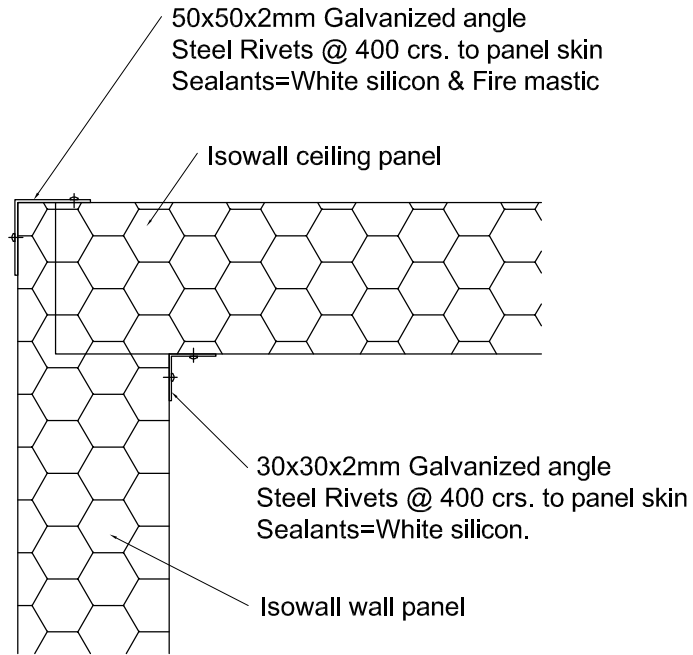 50x50x2mm Galvanized angle
Steel Rivets @ 400 crs. to panel skin
Sealants=White silicon & Fire mastic
Isowall ceiling panel
30x30x2mm Galvanized angle
Steel Rivets @ 400 crs. to panel skin
Sealants=White silicon.
Isowall wall panel